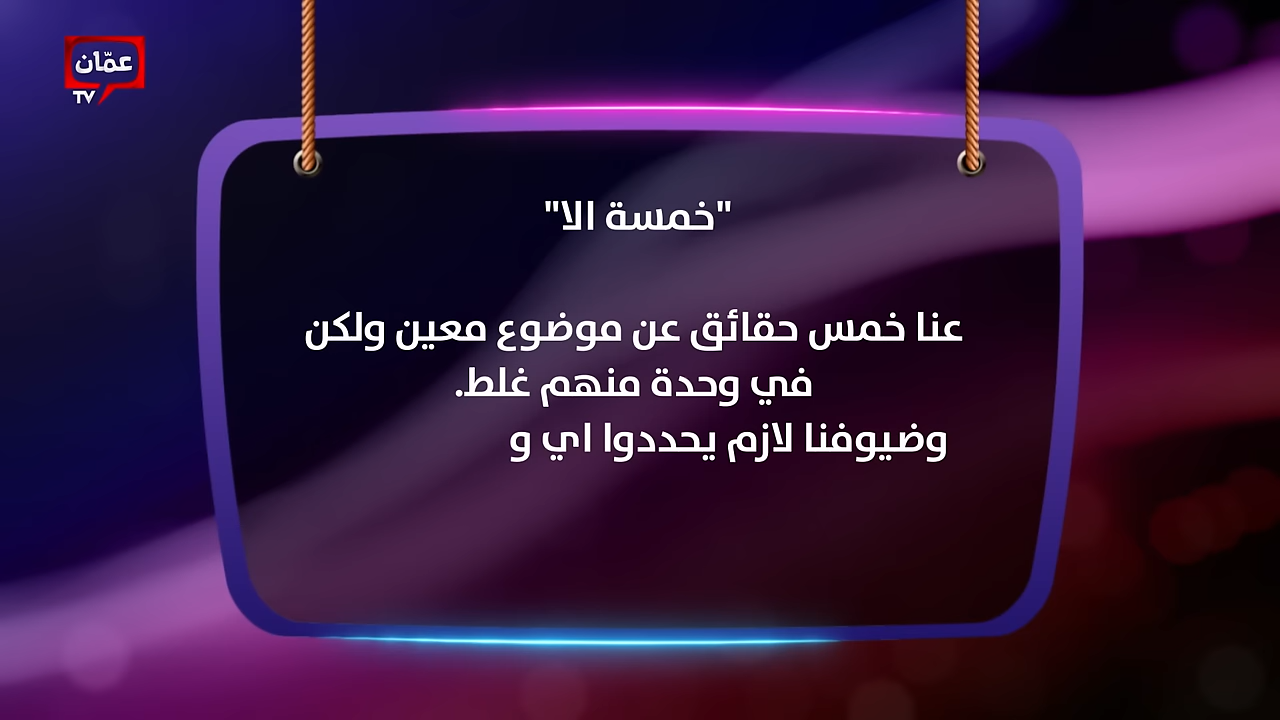 عمّان
TV
"خمسة الا"
عنا خمس حقائق عن موضوع معين ولكن
في وحدة منهم غلط.
وضيوفنا لازم يحددوا اي و